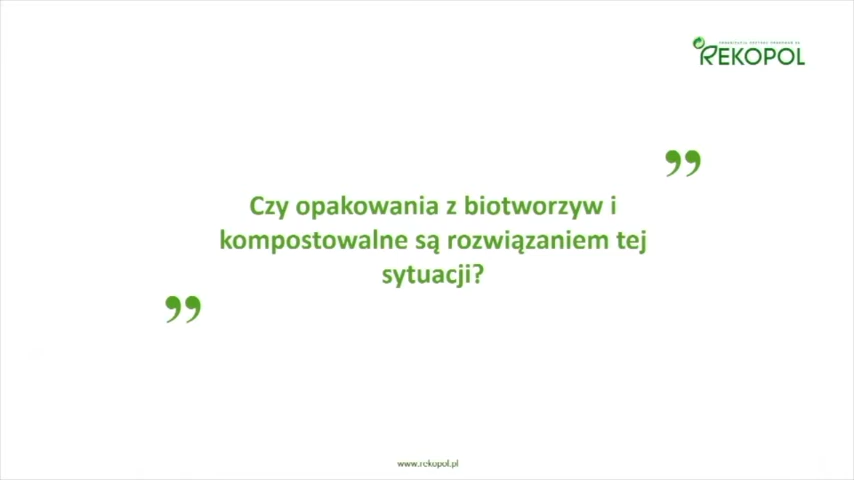 REKOPOL
”
Czy opakowania z biotworzyw i
kompostowalne są rozwiązaniem tej
sytuacji?
”
www.rekopol.pl